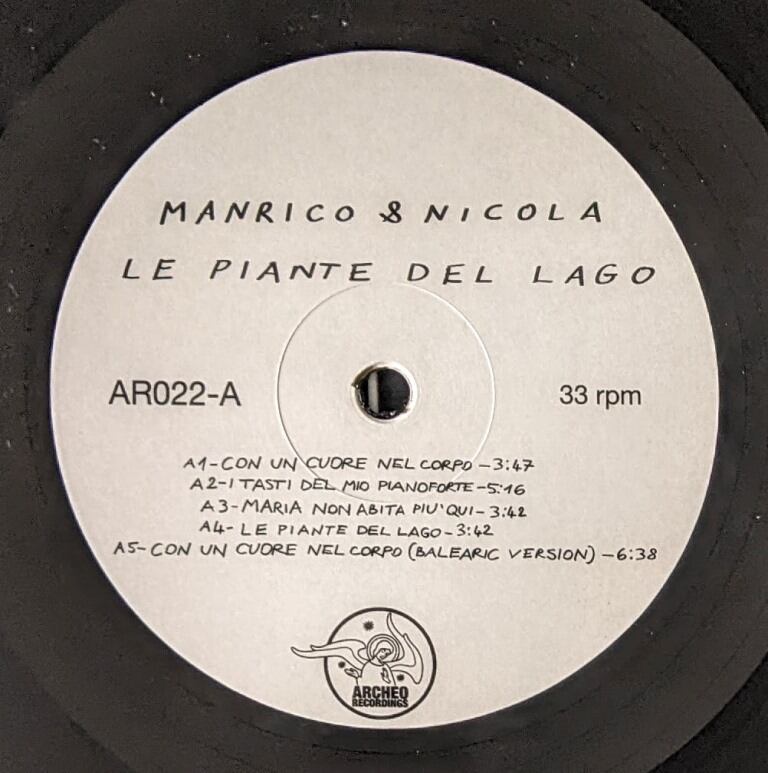 MANRICO & NICOLA
LE PIANTE DEL LAGO
AR022-A
33 rpm
A1-CON UN CUORE NEL CORPO-3:47
A2-I TASTI DEL MIO PIANOFORTE-5:16
A3-MARIA NON ABITA PIU' QUI-3:42
A4-LE PIANTE DEL LAGO-3:42
A5-CON UN CUORE NEL CORPO (BALEARIC VERSION)-6:38
ARCHEO
RECORDINGS